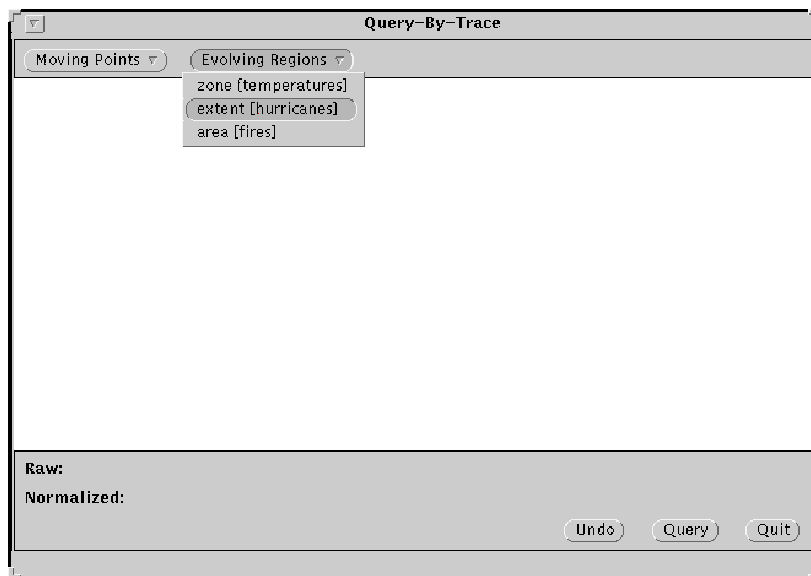 Query-By-Trace
Moving Points
Evolving Regions
zone [temperatures]
extent [hurricanes]
area [fires]
Raw:
Normalized:
Undo
Query
Quit